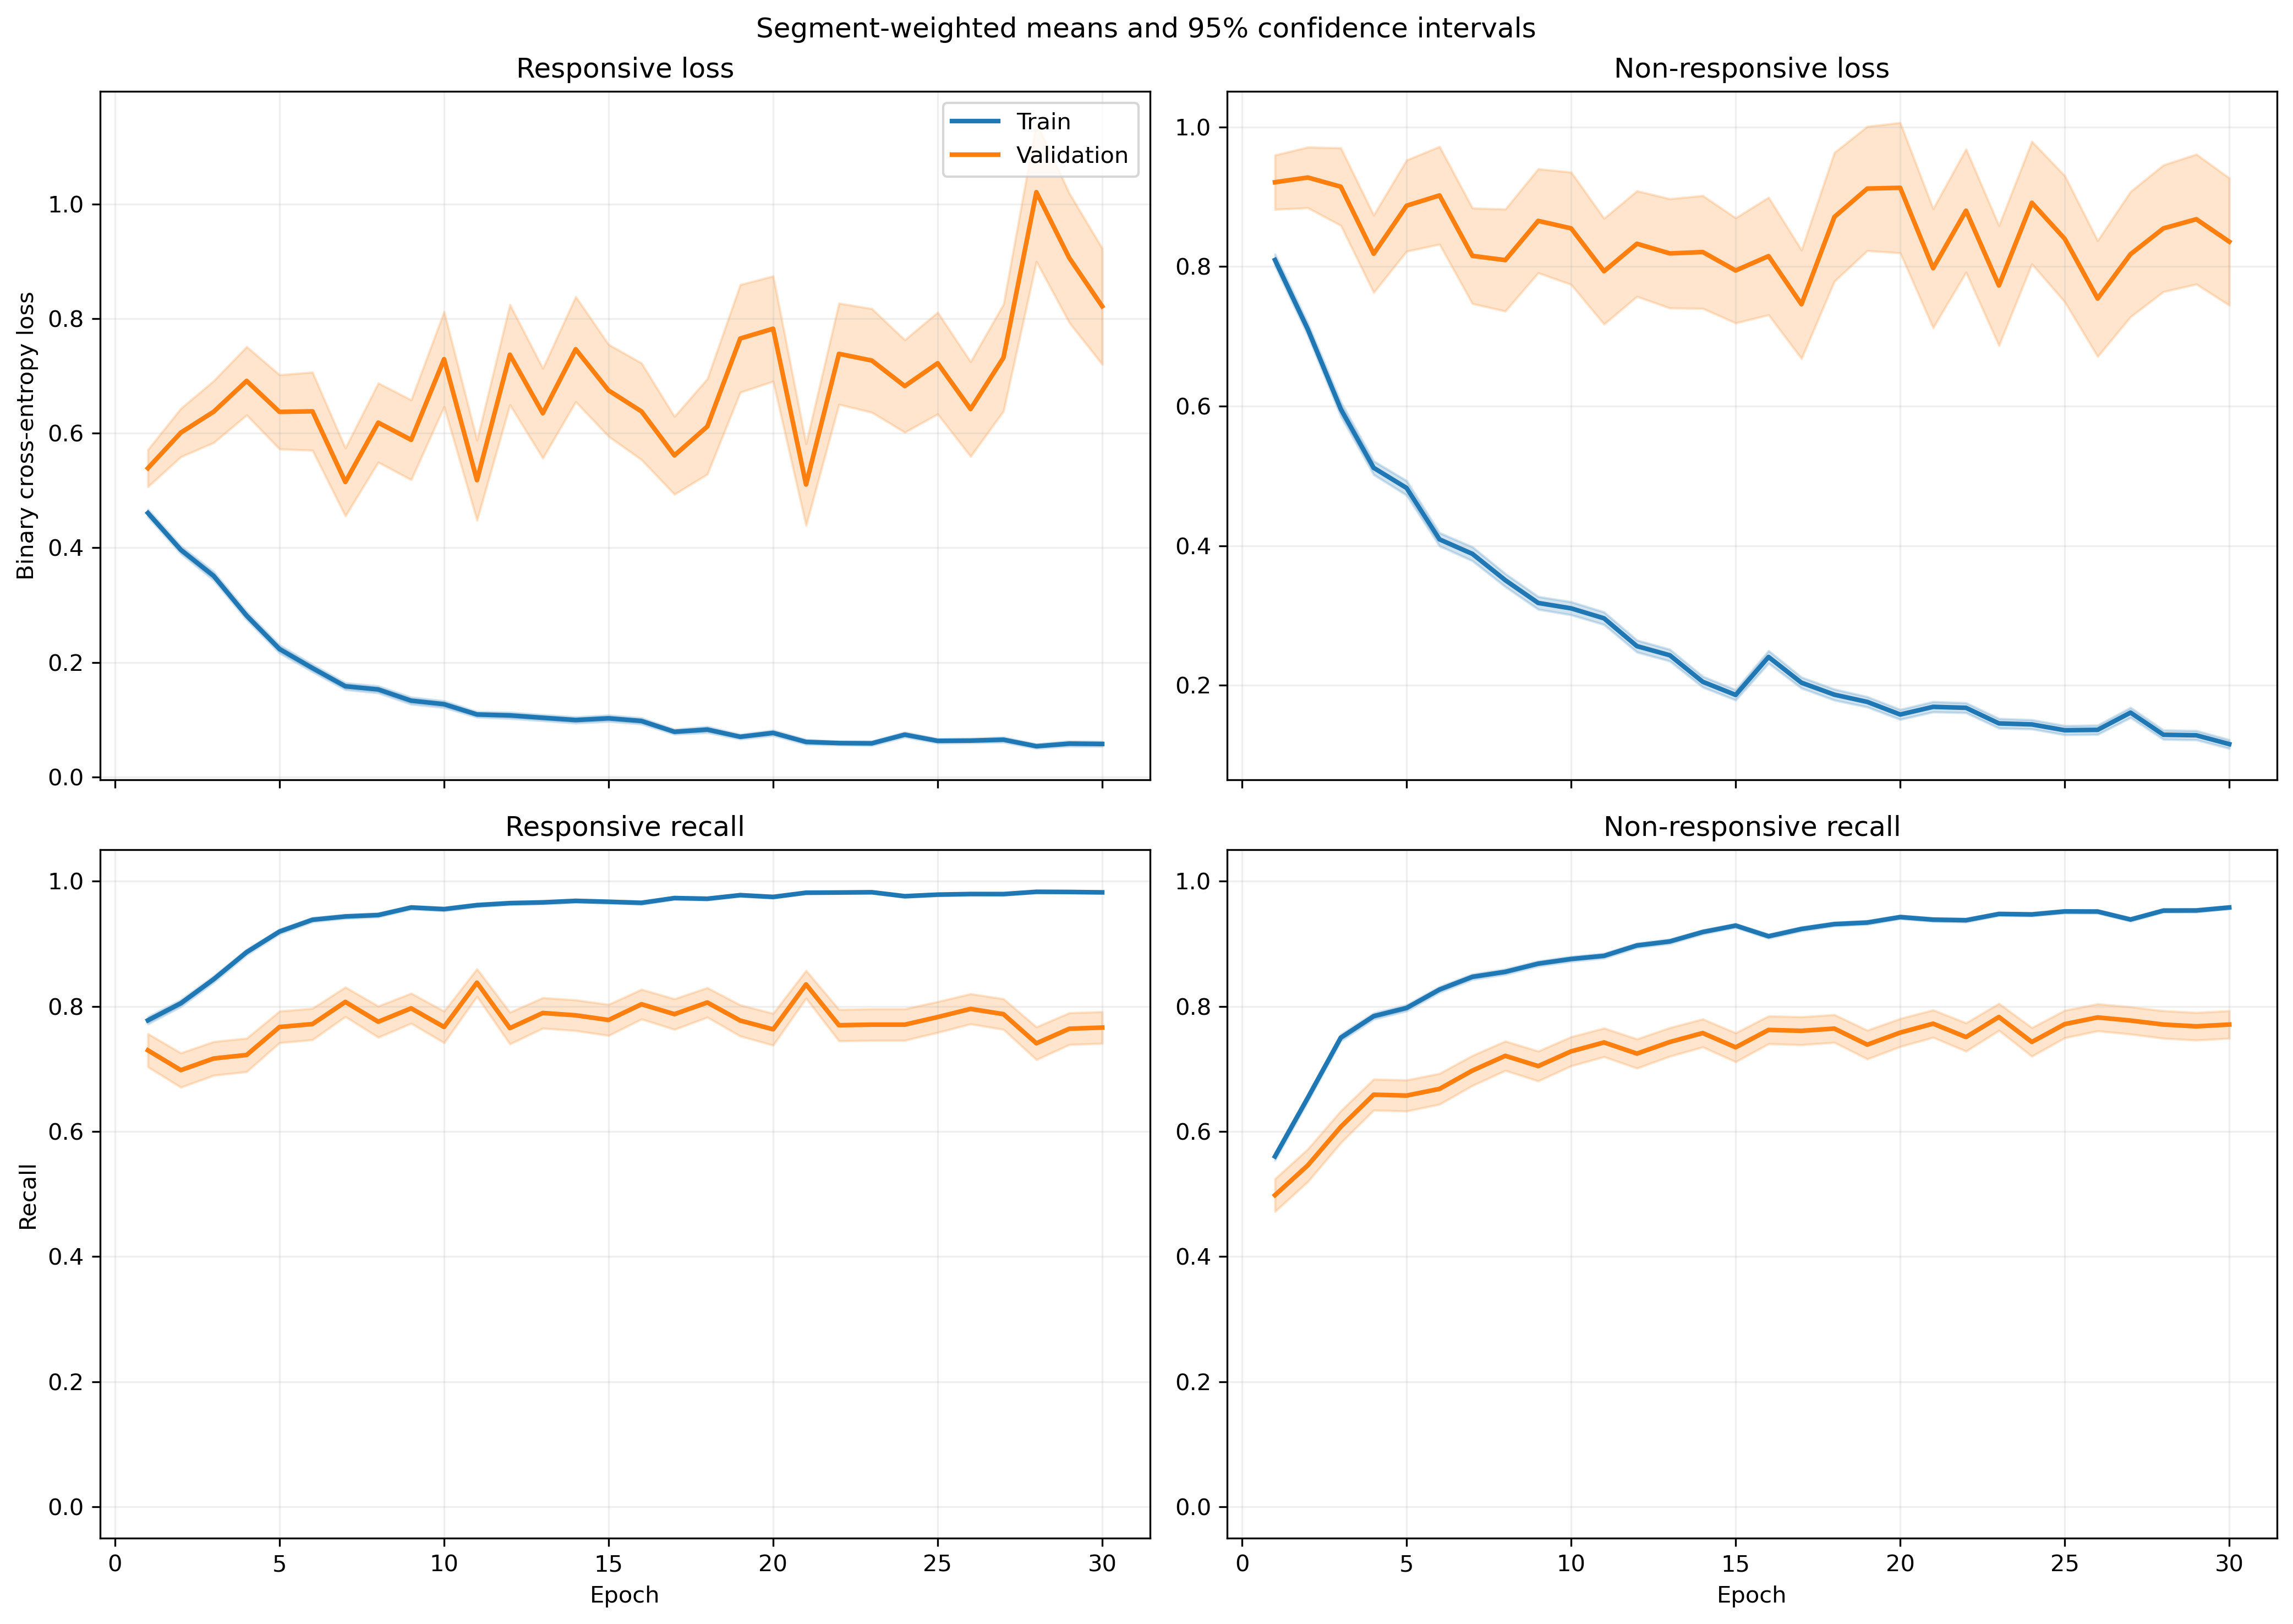 Segment-weighted means and 95% confidence intervals
Responsive loss
Non-responsive loss
Train
Validation
Binary cross-entropy loss
1.0
0.8
0.6
0.4
0.2
0.0
1.0
0.8
0.6
0.4
0.2
Responsive recall
Non-responsive recall
Recall
1.0
0.8
0.6
0.4
0.2
0.0
0 5 10 15 20 25 30
Epoch
1.0
0.8
0.6
0.4
0.2
0.0
0 5 10 15 20 25 30
Epoch